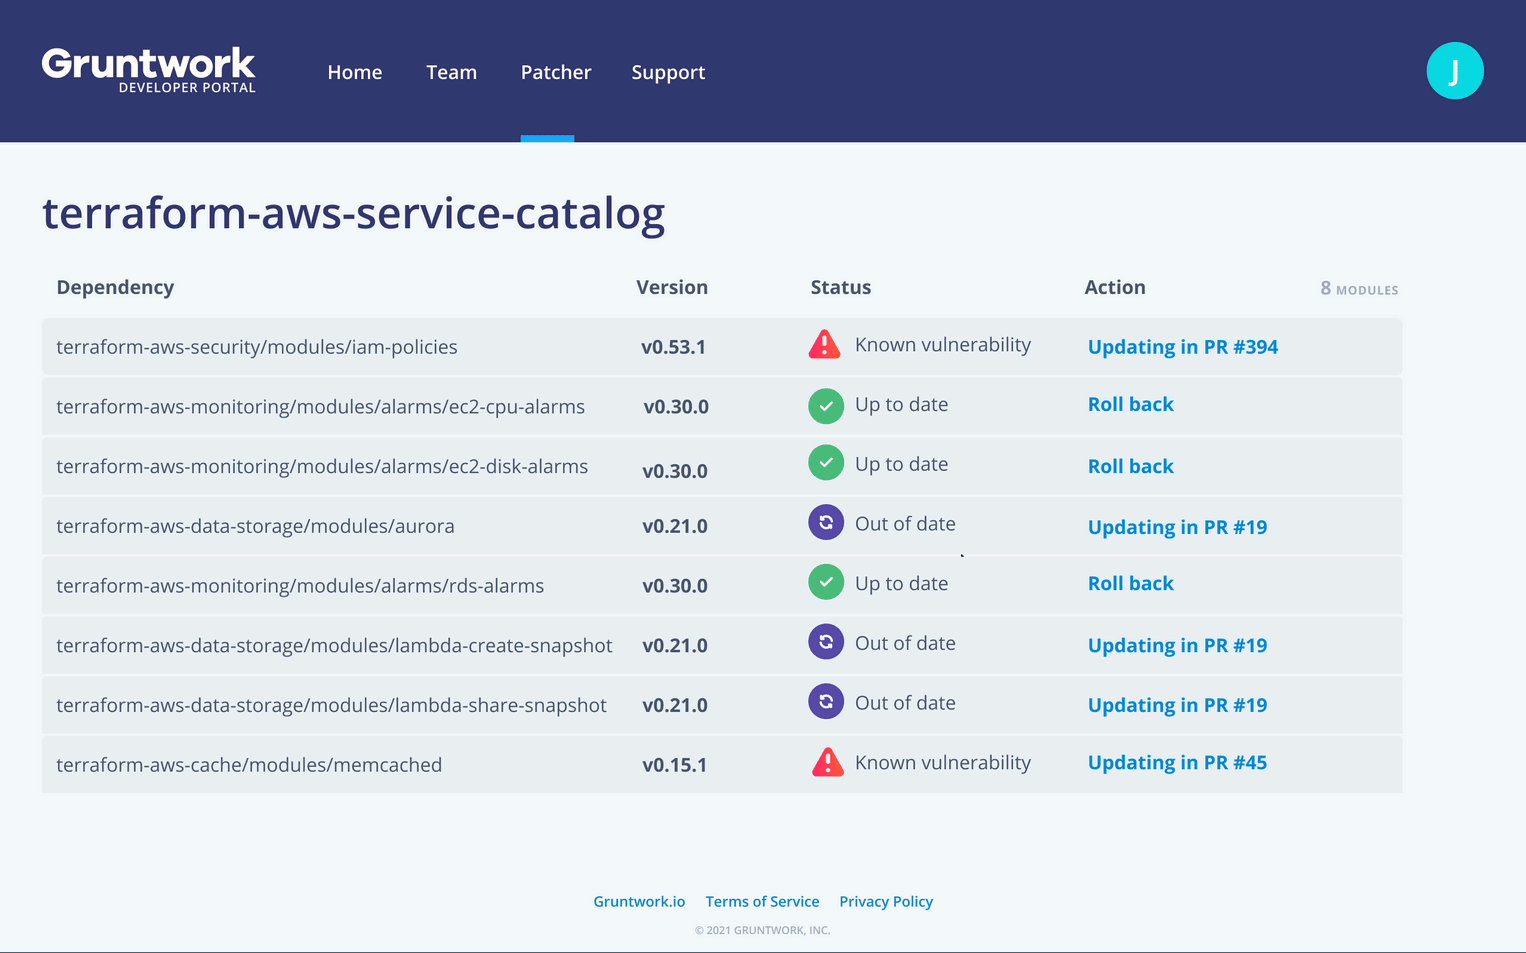 Gruntwork
DEVELOPER PORTAL
Home Team Patcher Support
J
terraform-aws-service-catalog
Dependency Version Status Action 8 MODULES
terraform-aws-security/modules/iam-policies v0.53.1 Known vulnerability Updating in PR #394
terraform-aws-monitoring/modules/alarms/ec2-cpu-alarms v0.30.0 Up to date Roll back
terraform-aws-monitoring/modules/alarms/ec2-disk-alarms v0.30.0 Up to date Roll back
terraform-aws-data-storage/modules/aurora v0.21.0 Out of date Updating in PR #19
terraform-aws-monitoring/modules/alarms/rds-alarms v0.30.0 Up to date Roll back
terraform-aws-data-storage/modules/lambda-create-snapshot v0.21.0 Out of date Updating in PR #19
terraform-aws-data-storage/modules/lambda-share-snapshot v0.21.0 Out of date Updating in PR #19
terraform-aws-cache/modules/memcached v0.15.1 Known vulnerability Updating in PR #45
Gruntwork.io Terms of Service Privacy Policy
© 2021 GRUNTWORK, INC.